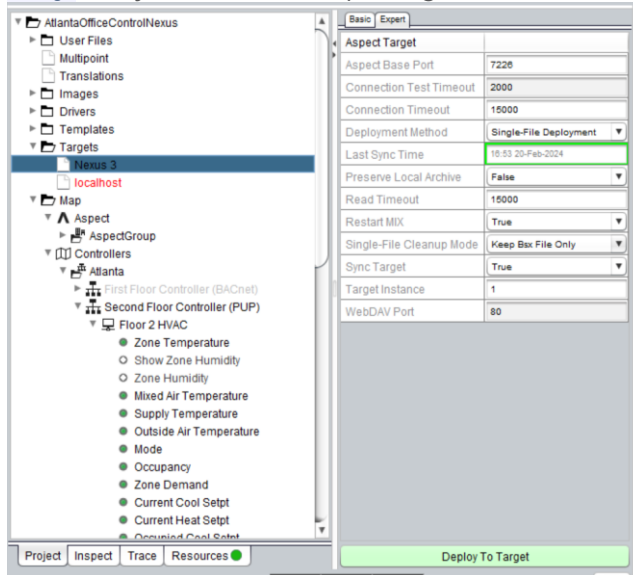 AtlantaOfficeControlNexus
User Files
Multipoint
Translations
Images
Drivers
Templates
Targets
Nexus 3
localhost
Map
Aspect
AspectGroup
Controllers
Atlanta
First Floor Controller (BACnet)
Second Floor Controller (PUP)
Floor 2 HVAC
Zone Temperature
Show Zone Humidity
Zone Humidity
Mixed Air Temperature
Supply Temperature
Outside Air Temperature
Mode
Occupancy
Zone Demand
Current Cool Setpt
Current Heat Setpt
Occupied Cool Setpt
Project Inspect Trace Resources
Basic Expert
Aspect Target
Aspect Base Port 7226
Connection Test Timeout 2000
Connection Timeout 15000
Deployment Method Single-File Deployment
Last Sync Time 16:53 20-Feb-2024
Preserve Local Archive False
Read Timeout 15000
Restart MIX True
Single-File Cleanup Mode Keep Bsx File Only
Sync Target True
Target Instance 1
WebDAV Port 80
Deploy To Target